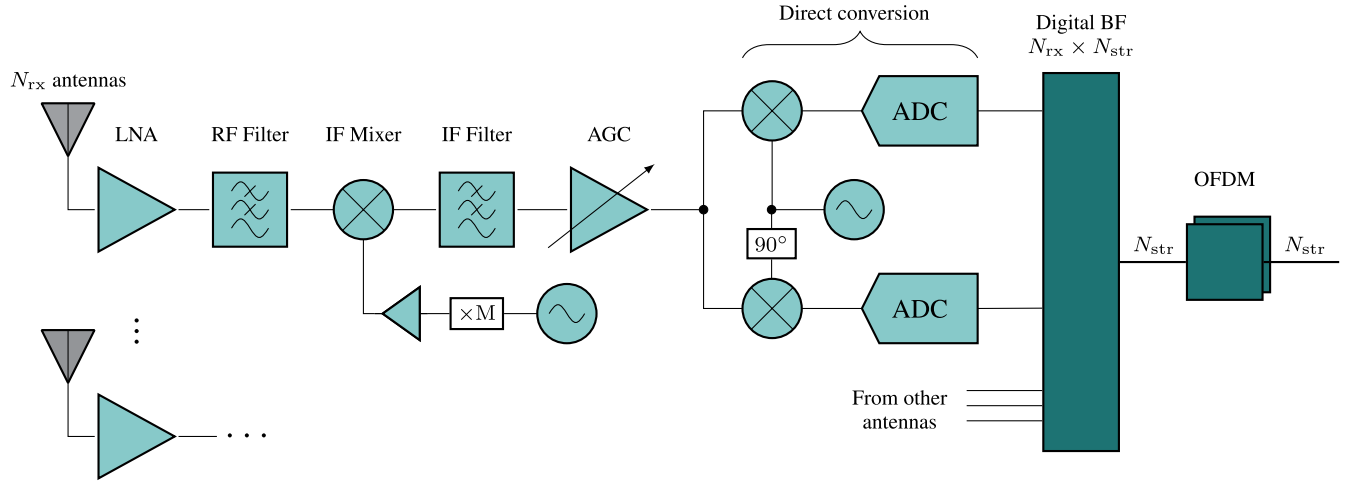 Direct conversion
Digital BF
N_rx × N_str
N_rx antennas
LNA
RF Filter
IF Mixer
IF Filter
AGC
ADC
OFDM
90°
N_str
N_str
×M
ADC
From other
antennas